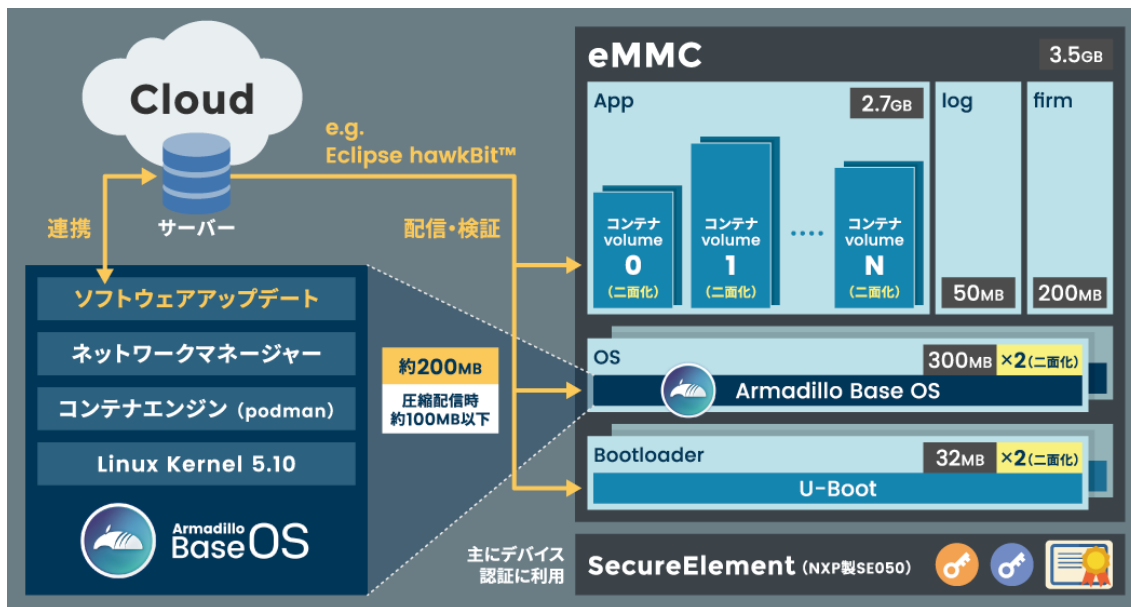 Cloud
サーバー
連携
e.g.
Eclipse hawkBit™
配信・検証
ソフトウェアアップデート
ネットワークマネージャー
コンテナエンジン（podman）
Linux Kernel 5.10
Armadillo
Base OS
約200MB
圧縮配信時
約100MB以下
eMMC
3.5GB
App
2.7GB
コンテナ
volume
0
（二面化）
コンテナ
volume
1
（二面化）
‥‥
コンテナ
volume
N
（二面化）
log
50MB
firm
200MB
OS
300MB
×2（二面化）
Armadillo Base OS
Bootloader
32MB
×2（二面化）
U-Boot
主にデバイス
認証に利用
SecureElement（NXP製SE050）